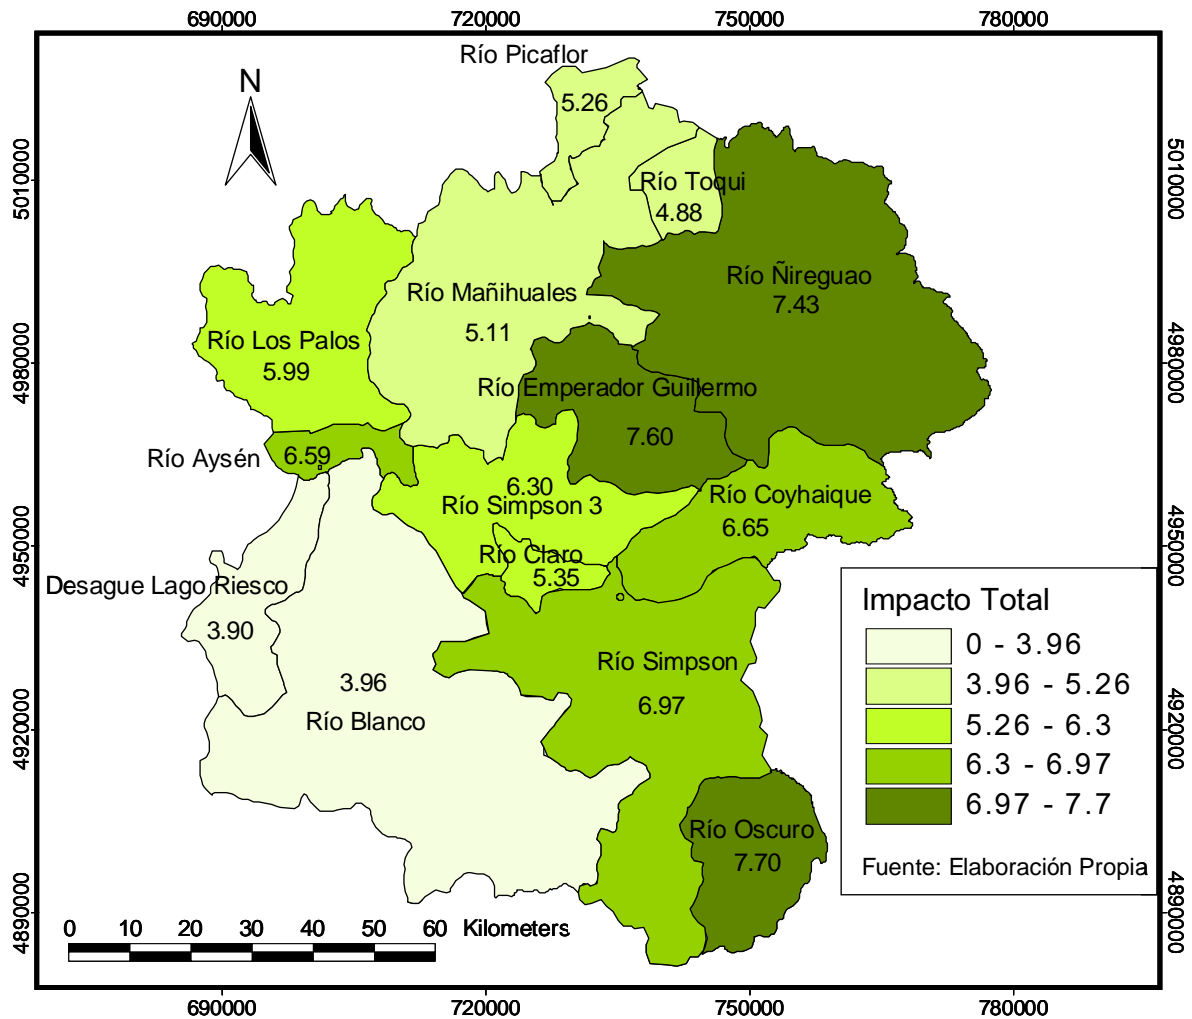 690000 720000 750000 780000
Río Picaflor
N
5.26
5010000
5010000
Río Toqui
4.88
Río Ñireguao
7.43
Río Mañihuales
5.11
Río Los Palos
5.99
4980000
4980000
Río Emperador Guillermo
7.60
Río Aysén
6.59
6.30
Río Simpson 3
Río Coyhaique
6.65
4950000
4950000
Río Claro
5.35
Desague Lago Riesco
3.90
Impacto Total
0 - 3.96
3.96 - 5.26
5.26 - 6.3
6.3 - 6.97
6.97 - 7.7
Fuente: Elaboración Propia
Río Simpson
6.97
3.96
Río Blanco
4920000
4920000
Río Oscuro
7.70
4890000
4890000
0 10 20 30 40 50 60 Kilometers
690000 720000 750000 780000